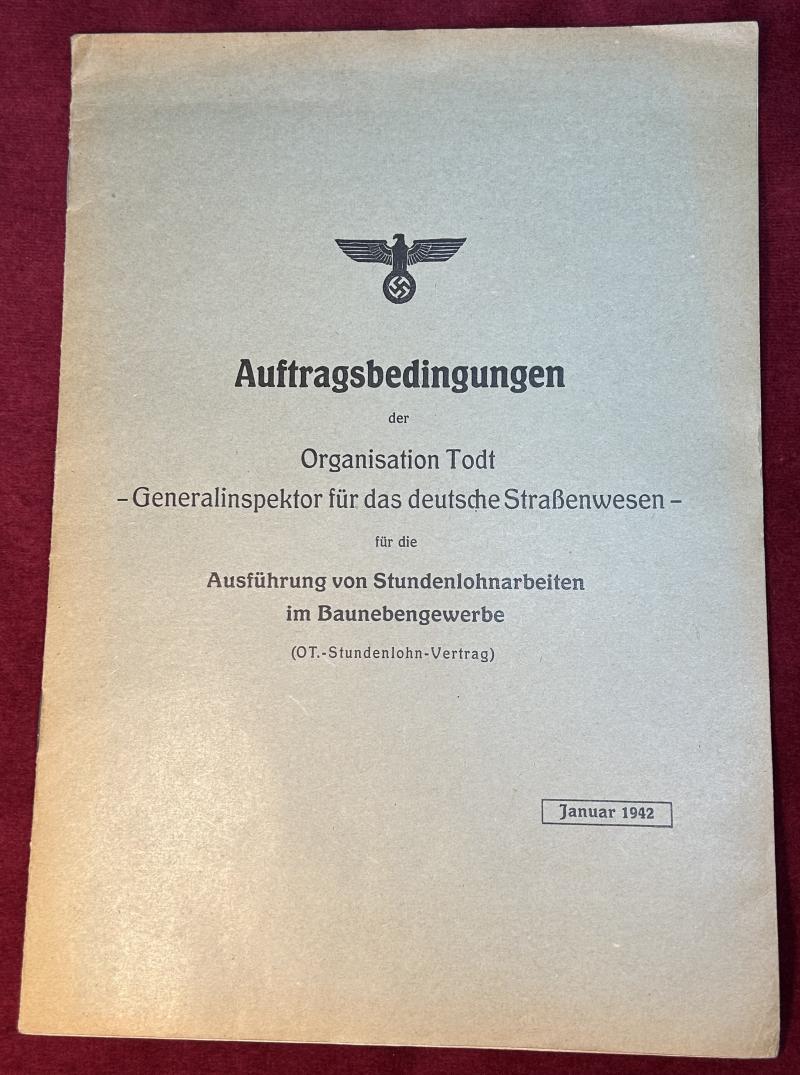 Auftragsbedingungen
der
Organisation Todt
– Generalinspektor für das deutsche Straßenwesen –
für die
Ausführung von Stundenlohnarbeiten
im Baunebengewerbe
(OT.-Stundenlohn-Vertrag)
Januar 1942